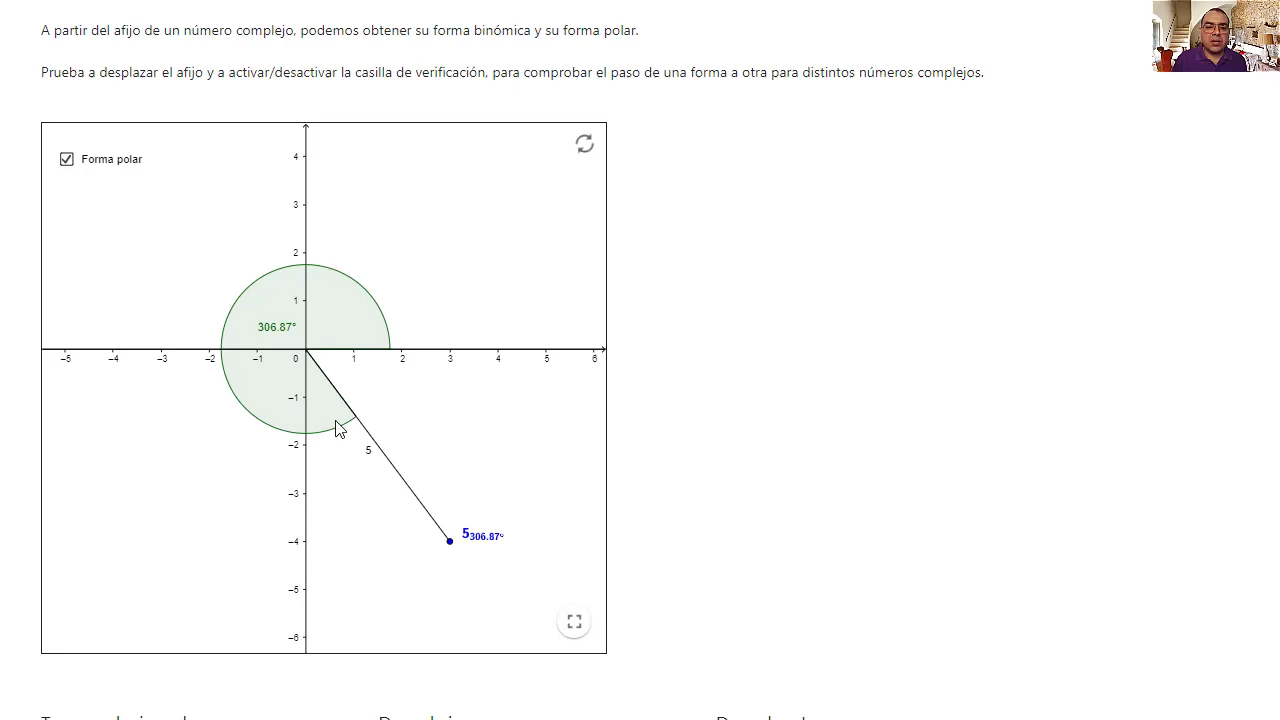 A partir del afijo de un número complejo, podemos obtener su forma binómica y su forma polar.
Prueba a desplazar el afijo y a activar/desactivar la casilla de verificación, para comprobar el paso de una forma a otra para distintos números complejos.
Forma polar
4
3
2
1
306.87°
−5 −4 −3 −2 −1 0 1 2 3 4 5 6
−1
−2
5
−3
5306.87º
−4
−5
−6